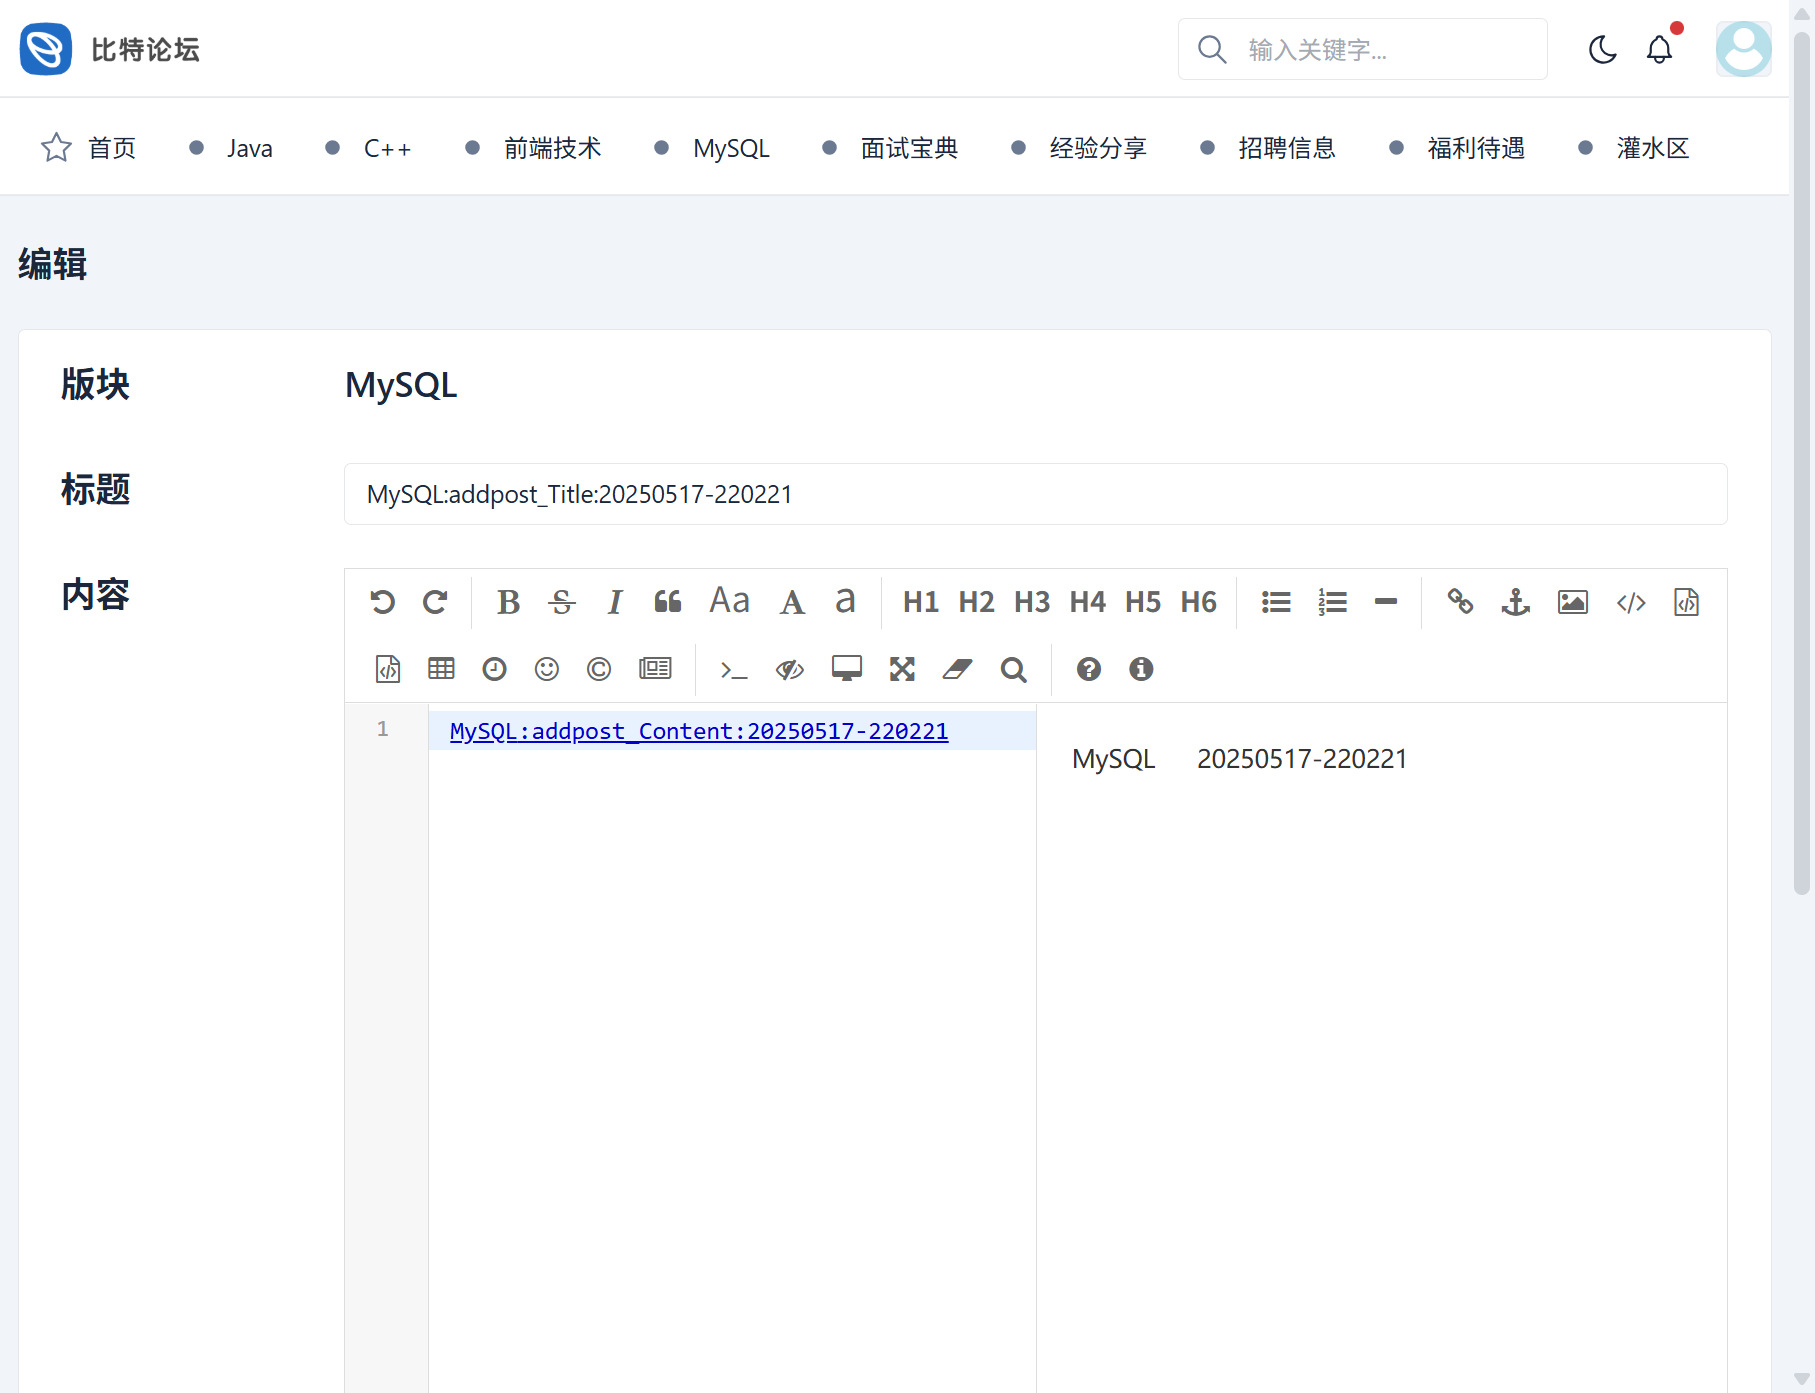 比特论坛
输入关键字...
首页 Java C++ 前端技术 MySQL 面试宝典 经验分享 招聘信息 福利待遇 灌水区
编辑
版块 MySQL
标题 MySQL:addpost_Title:20250517-220221
内容
B S I Aa A a H1 H2 H3 H4 H5 H6
1 MySQL:addpost_Content:20250517-220221
MySQL 20250517-220221